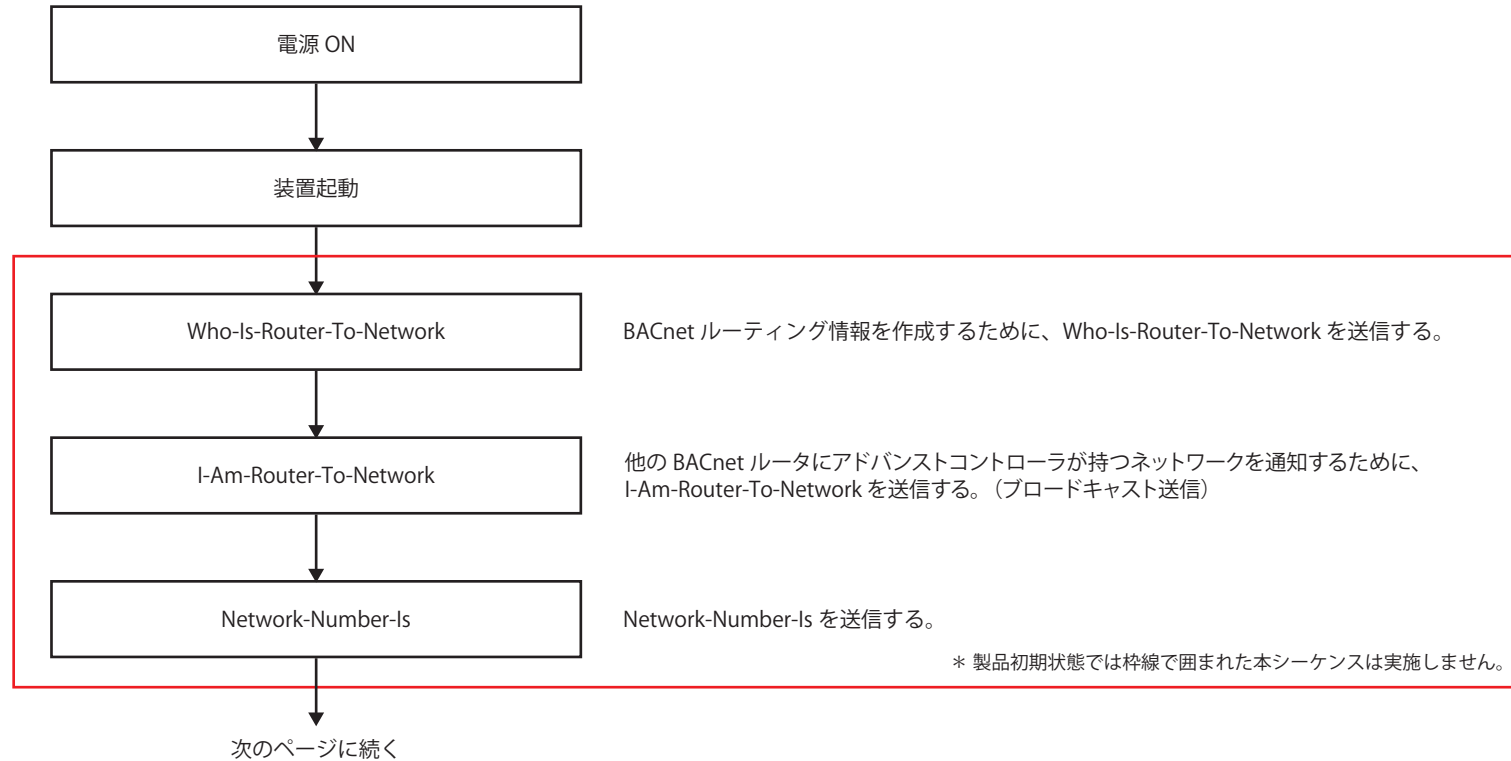 電源 ON
装置起動
Who-Is-Router-To-Network
BACnet ルーティング情報を作成するために、Who-Is-Router-To-Network を送信する。
I-Am-Router-To-Network
他の BACnet ルータにアドバンストコントローラが持つネットワークを通知するために、
I-Am-Router-To-Network を送信する。（ブロードキャスト送信）
Network-Number-Is
Network-Number-Is を送信する。
＊ 製品初期状態では枠線で囲まれた本シーケンスは実施しません。
次のページに続く